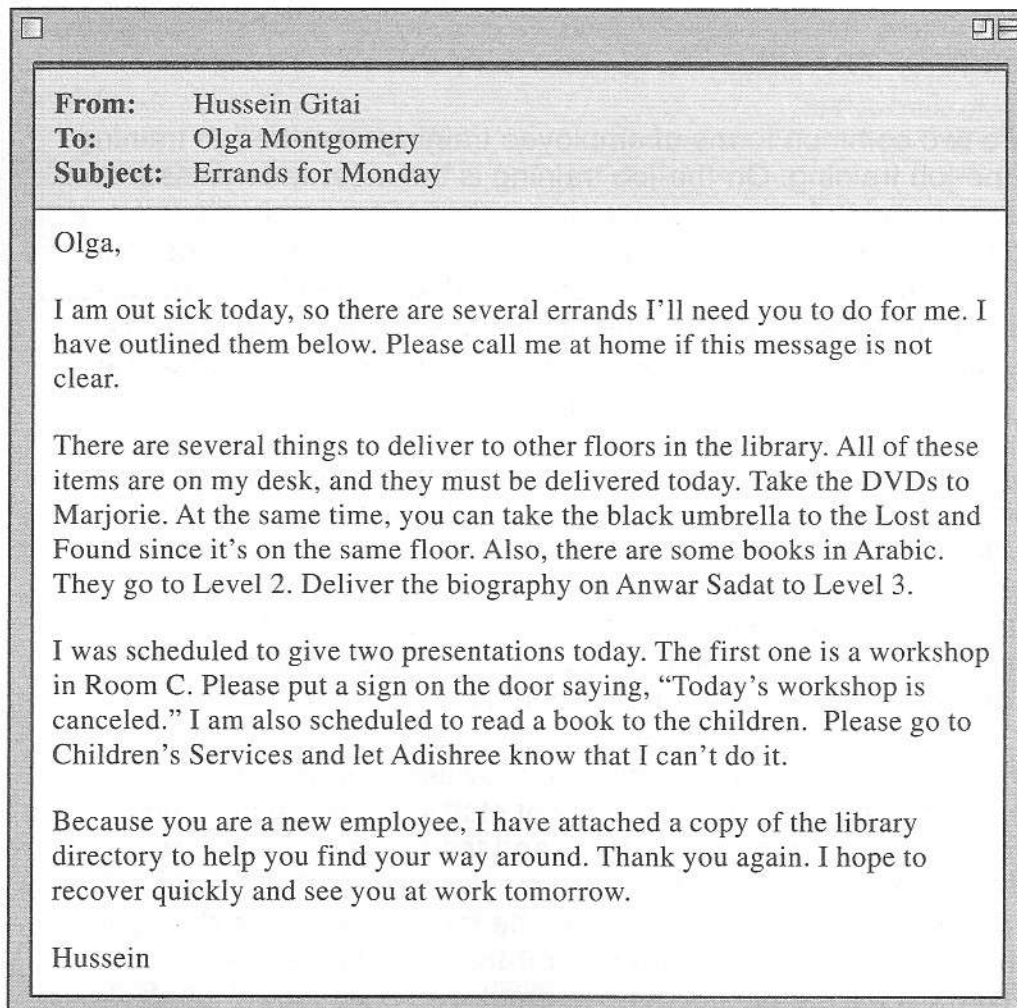 From: Hussein Gitai
To: Olga Montgomery
Subject: Errands for Monday
Olga,
I am out sick today, so there are several errands I'll need you to do for me. I
have outlined them below. Please call me at home if this message is not
clear.
There are several things to deliver to other floors in the library. All of these
items are on my desk, and they must be delivered today. Take the DVDs to
Marjorie. At the same time, you can take the black umbrella to the Lost and
Found since it's on the same floor. Also, there are some books in Arabic.
They go to Level 2. Deliver the biography on Anwar Sadat to Level 3.
I was scheduled to give two presentations today. The first one is a workshop
in Room C. Please put a sign on the door saying, “Today's workshop is
canceled.” I am also scheduled to read a book to the children. Please go to
Children's Services and let Adishree know that I can't do it.
Because you are a new employee, I have attached a copy of the library
directory to help you find your way around. Thank you again. I hope to
recover quickly and see you at work tomorrow.
Hussein